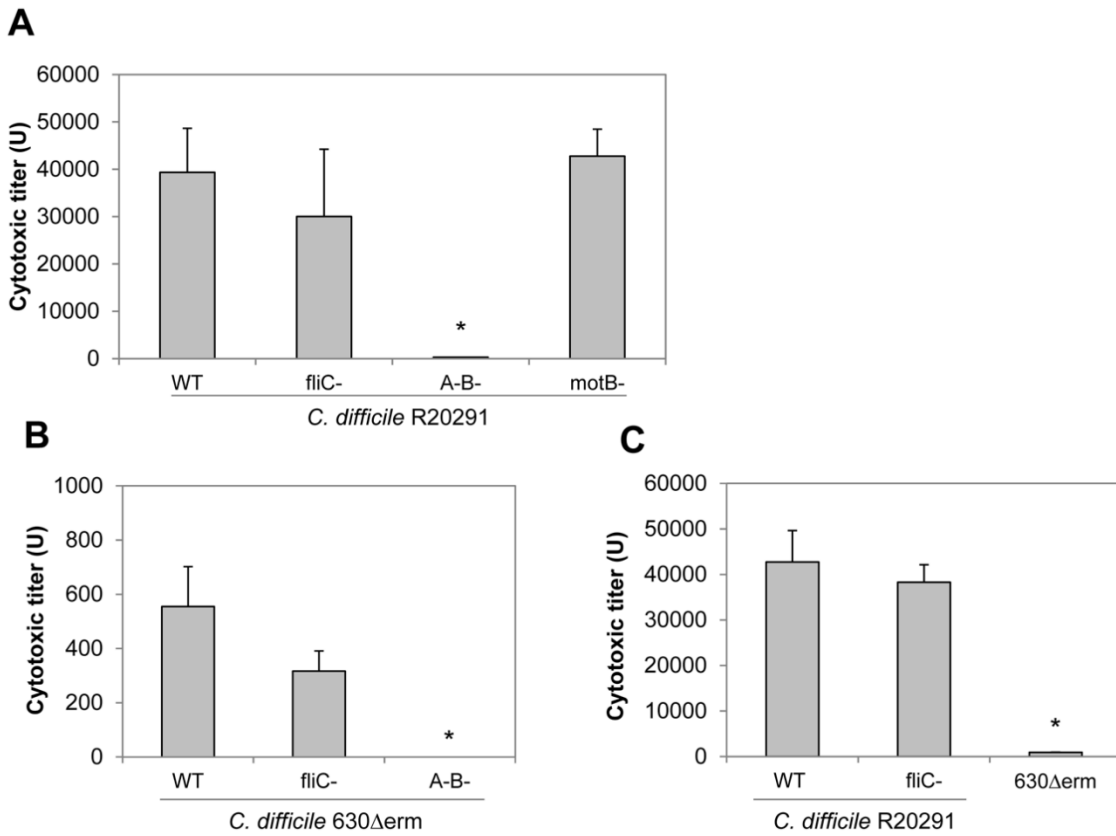 A
Cytotoxic titer (U)
60000
50000
40000
30000
20000
10000
0
*
WT fliC- A-B- motB-
C. difficile R20291
B
Cytotoxic titer (U)
1000
800
600
400
200
0
*
WT fliC- A-B-
C. difficile 630Δerm
C
Cytotoxic titer (U)
60000
50000
40000
30000
20000
10000
0
*
WT fliC- 630Δerm
C. difficile R20291